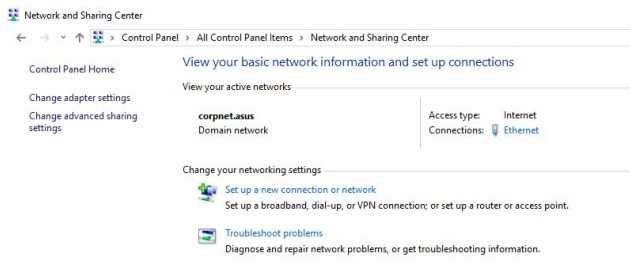 Network and Sharing Center
Control Panel > All Control Panel Items > Network and Sharing Center
Control Panel Home
Change adapter settings
Change advanced sharing
settings
View your basic network information and set up connections
View your active networks
corpnet.asus
Domain network
Access type: Internet
Connections: Ethernet
Change your networking settings
Set up a new connection or network
Set up a broadband, dial-up, or VPN connection; or set up a router or access point.
Troubleshoot problems
Diagnose and repair network problems, or get troubleshooting information.